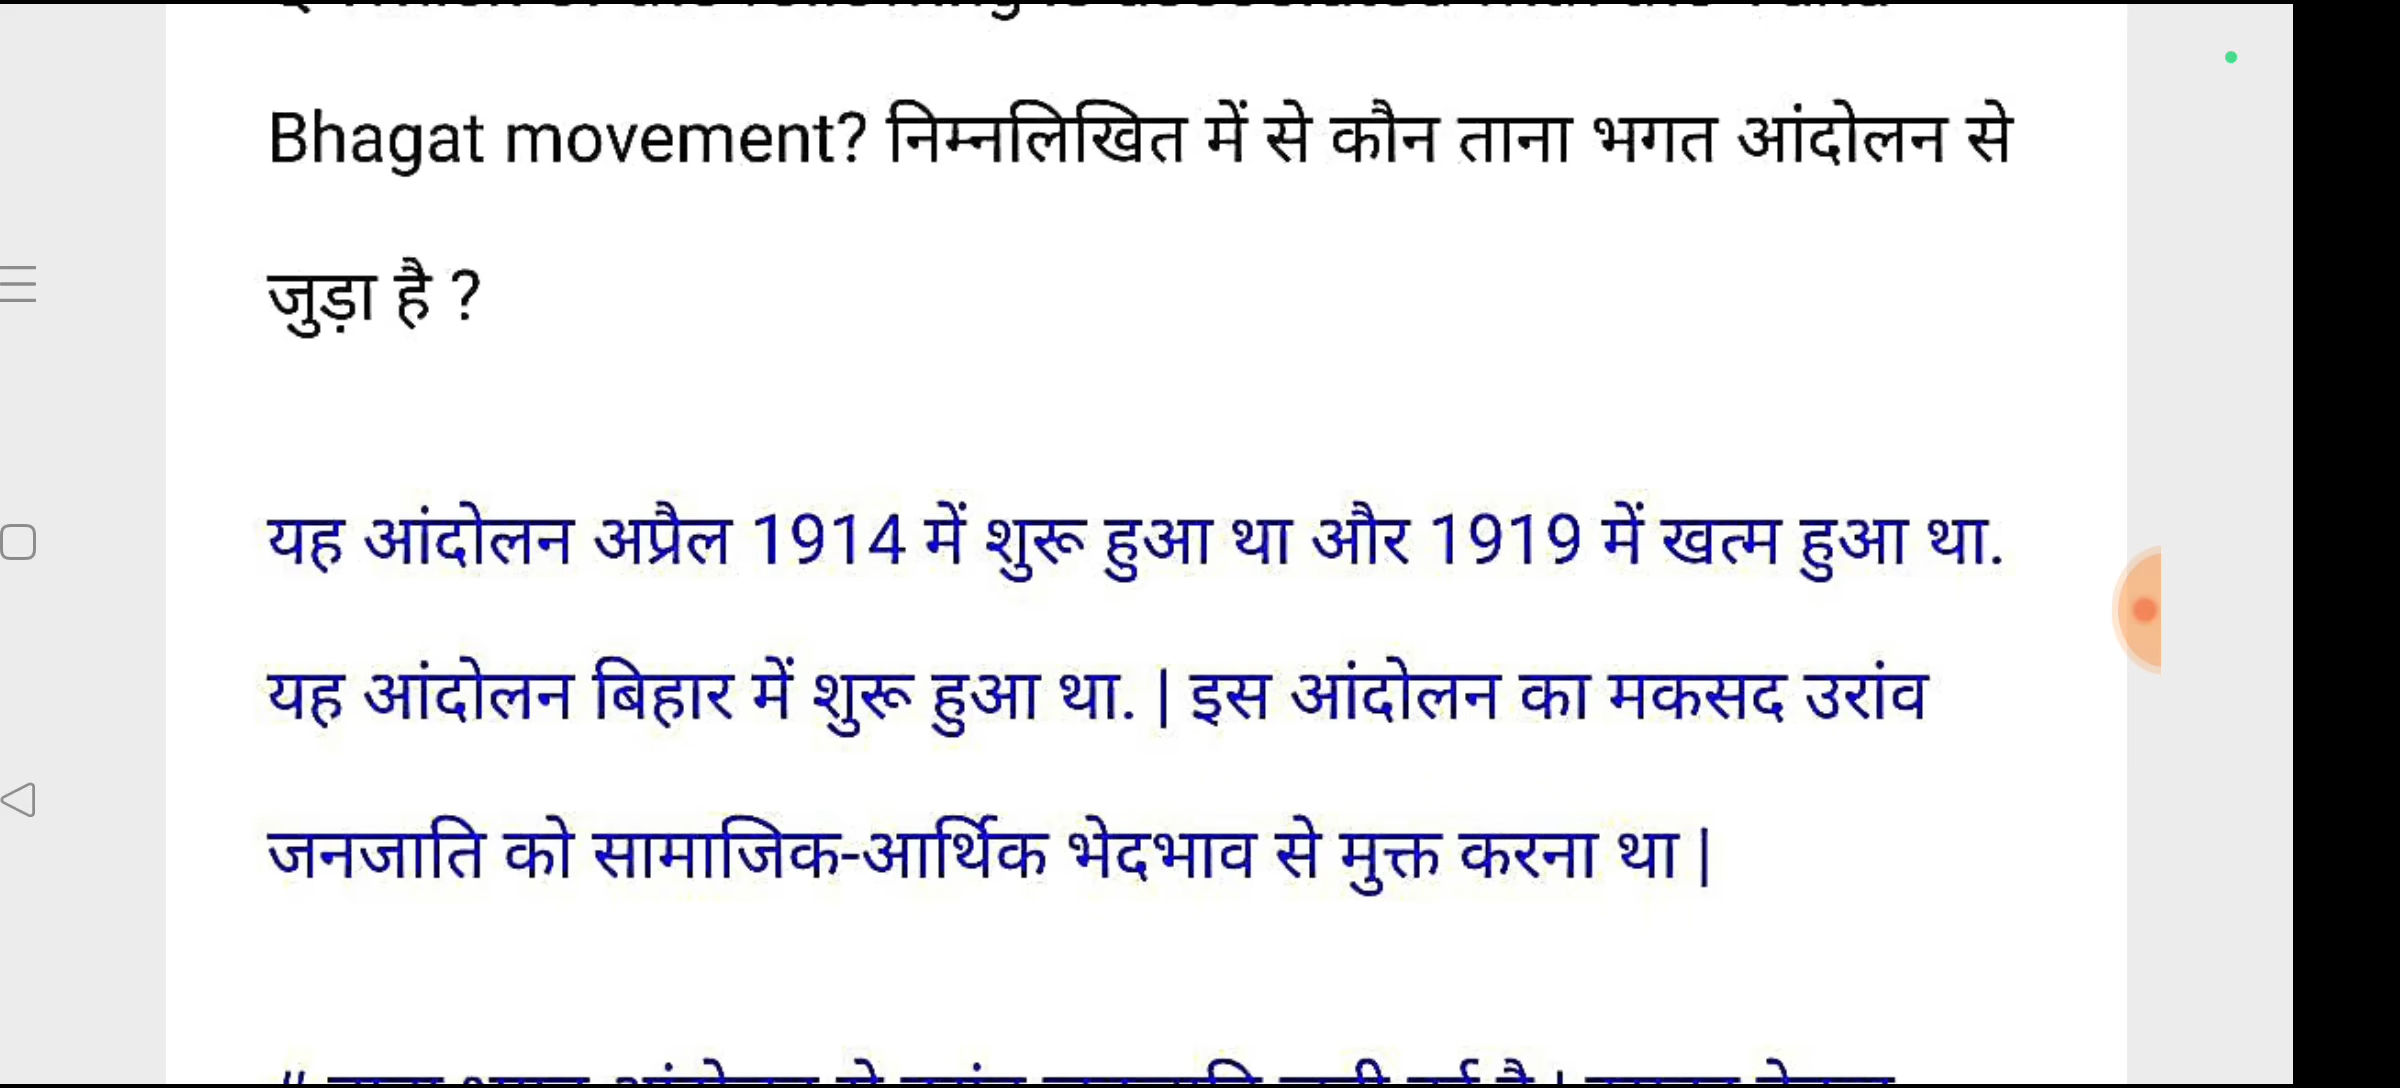 Bhagat movement? निम्नलिखित में से कौन ताना भगत आंदोलन से
जुड़ा है ?
यह आंदोलन अप्रैल 1914 में शुरू हुआ था और 1919 में खत्म हुआ था.
यह आंदोलन बिहार में शुरू हुआ था. | इस आंदोलन का मकसद उरांव
जनजाति को सामाजिक-आर्थिक भेदभाव से मुक्त करना था |